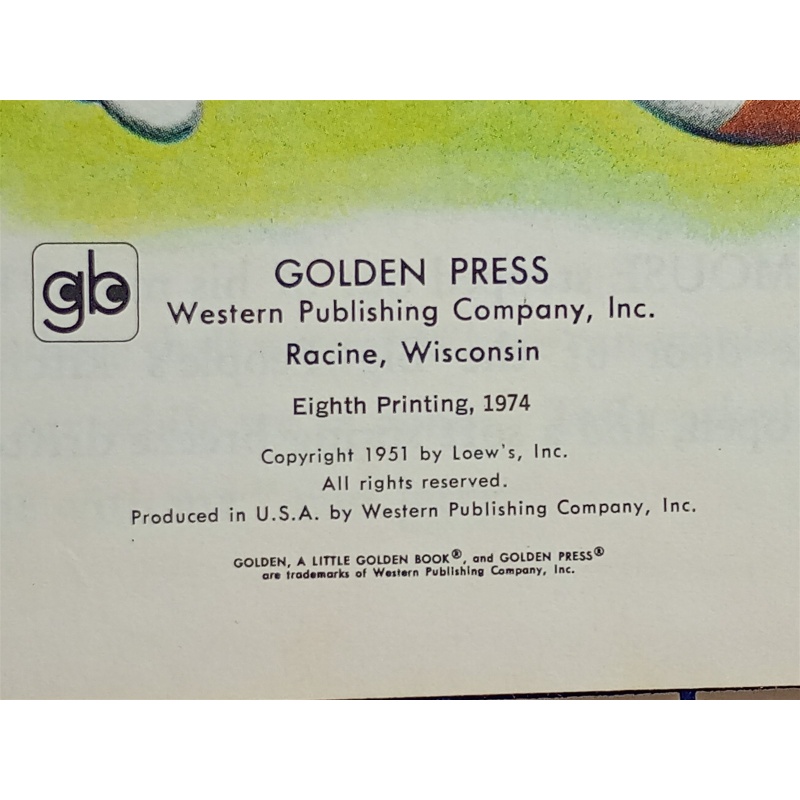 gb
GOLDEN PRESS
Western Publishing Company, Inc.
Racine, Wisconsin
Eighth Printing, 1974
Copyright 1951 by Loew's, Inc.
All rights reserved.
Produced in U.S.A. by Western Publishing Company, Inc.
GOLDEN, A LITTLE GOLDEN BOOK®, and GOLDEN PRESS®
are trademarks of Western Publishing Company, Inc.